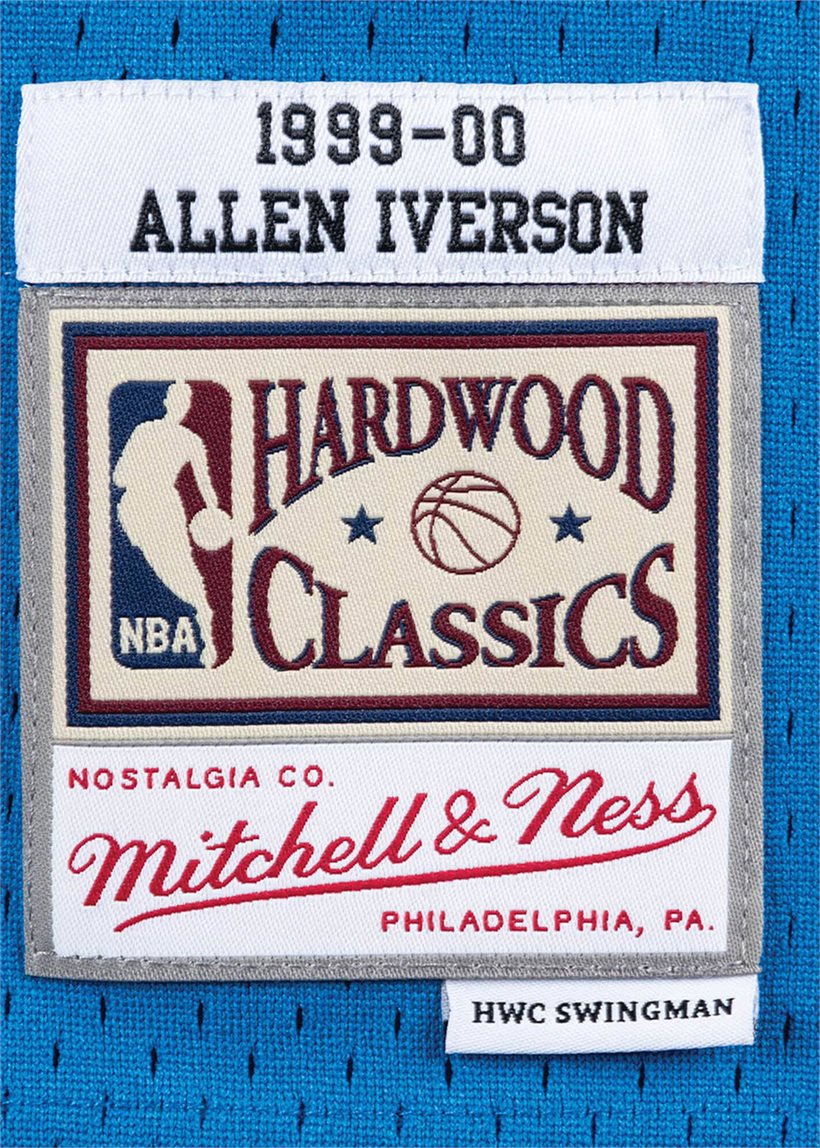 1999-00
ALLEN IVERSON
HARDWOOD
CLASSICS
NBA
NOSTALGIA CO.
Mitchell & Ness
PHILADELPHIA, PA.
HWC SWINGMAN